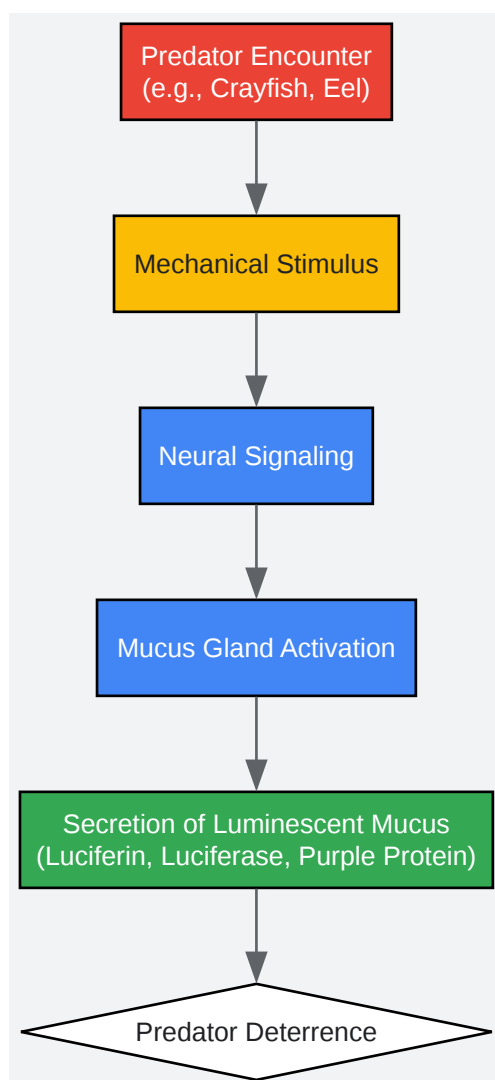 Predator Encounter
(e.g., Crayfish, Eel)
Mechanical Stimulus
Neural Signaling
Mucus Gland Activation
Secretion of Luminescent Mucus
(Luciferin, Luciferase, Purple Protein)
Predator Deterrence